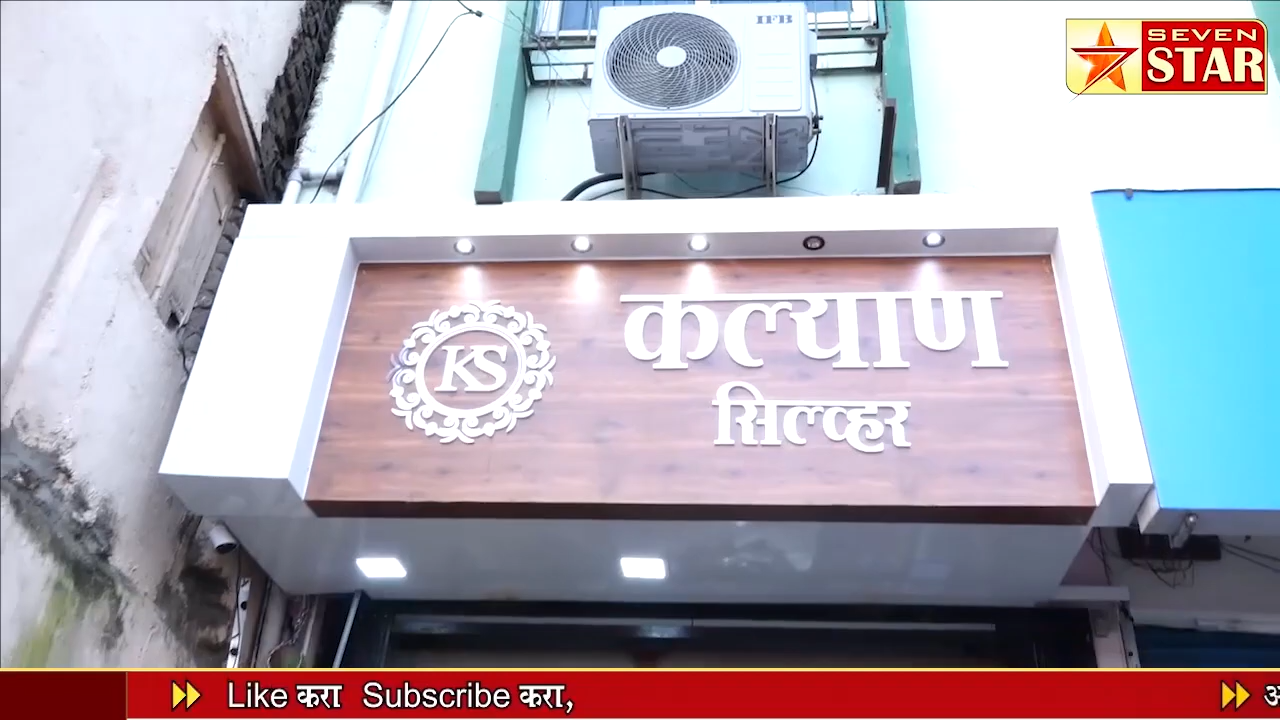 IFB
SEVEN
STAR
KS
कल्याण
सिल्व्हर
Like करा Subscribe करा,